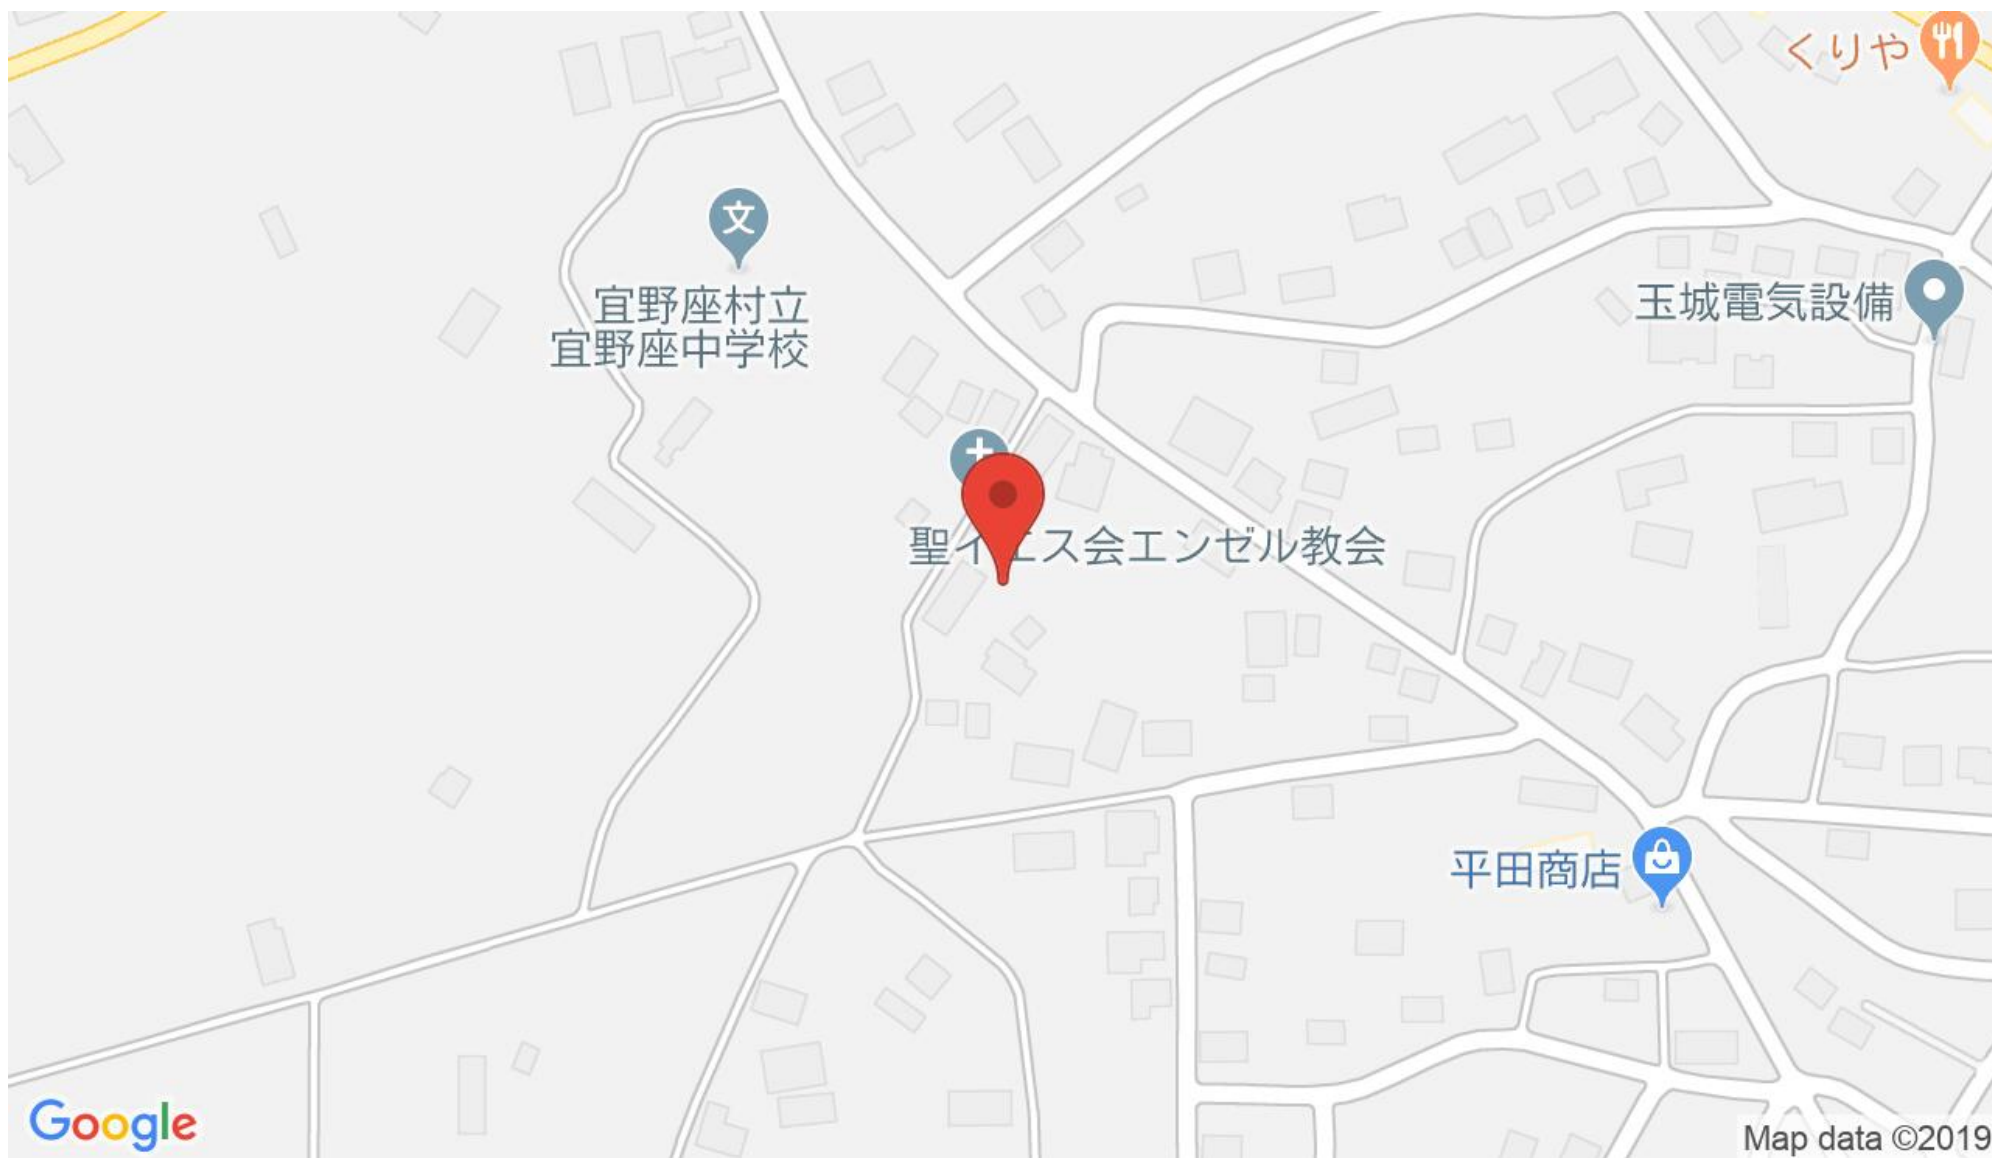 くりや
文
宜野座村立
宜野座中学校
玉城電気設備
聖イエス会エンゼル教会
平田商店
Google
Map data ©2019